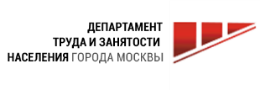 ДЕПАРТАМЕНТ
ТРУДА И ЗАНЯТОСТИ
НАСЕЛЕНИЯ ГОРОДА МОСКВЫ